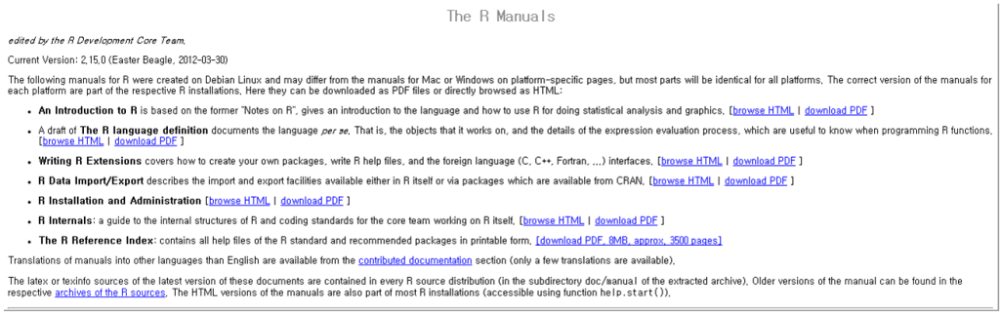 The R Manuals
edited by the R Development Core Team.
Current Version: 2.15.0 (Easter Beagle, 2012-03-30)
The following manuals for R were created on Debian Linux and may differ from the manuals for Mac or Windows on platform-specific pages, but most parts will be identical for all platforms. The correct version of the manuals for
each platform are part of the respective R installations. Here they can be downloaded as PDF files or directly browsed as HTML:
• An Introduction to R is based on the former "Notes on R", gives an introduction to the language and how to use R for doing statistical analysis and graphics. [browse HTML | download PDF ]
• A draft of The R language definition documents the language per se. That is, the objects that it works on, and the details of the expression evaluation process, which are useful to know when programming R functions.
[browse HTML | download PDF ]
• Writing R Extensions covers how to create your own packages, write R help files, and the foreign language (C, C++, Fortran, ...) interfaces. [browse HTML | download PDF ]
• R Data Import/Export describes the import and export facilities available either in R itself or via packages which are available from CRAN. [browse HTML | download PDF ]
• R Installation and Administration [browse HTML | download PDF ]
• R Internals: a guide to the internal structures of R and coding standards for the core team working on R itself. [browse HTML | download PDF ]
• The R Reference Index: contains all help files of the R standard and recommended packages in printable form. [download PDF, 8MB, approx. 3500 pages]
Translations of manuals into other languages than English are available from the contributed documentation section (only a few translations are available).
The latex or texinfo sources of the latest version of these documents are contained in every R source distribution (in the subdirectory doc/manual of the extracted archive). Older versions of the manual can be found in the
respective archives of the R sources. The HTML versions of the manuals are also part of most R installations (accessible using function help.start()).